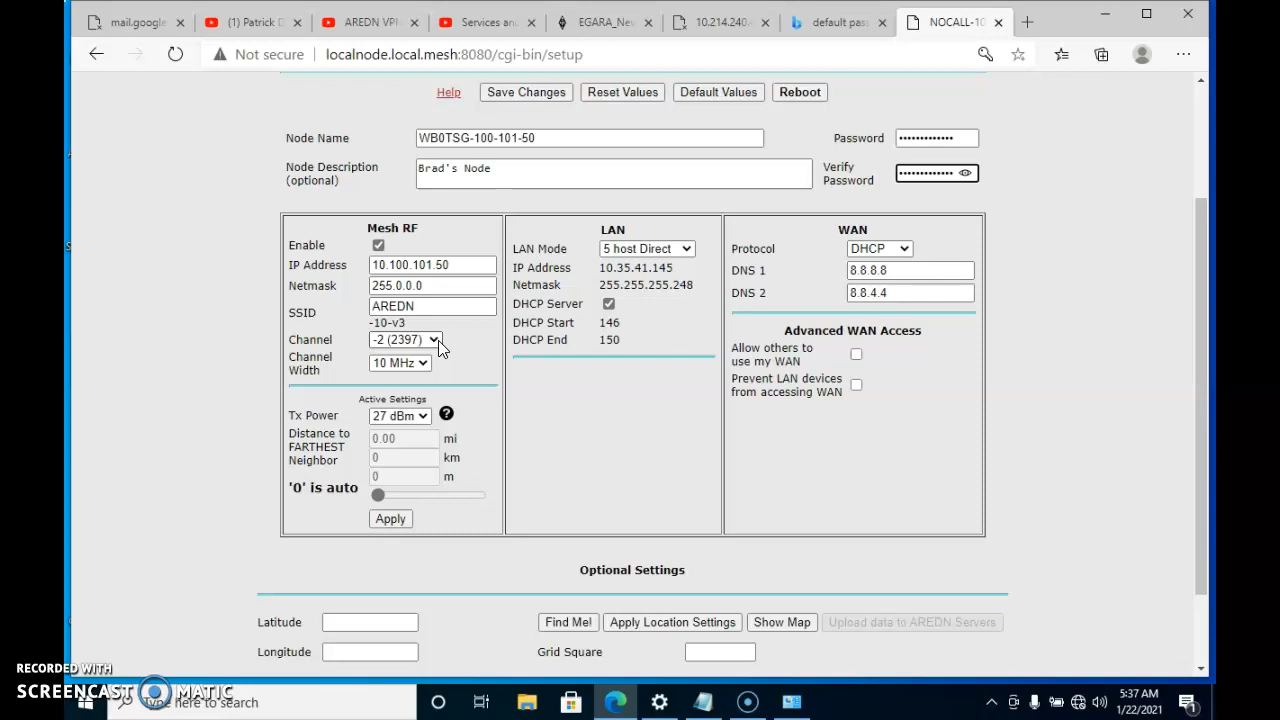 mail.google
(1) Patrick D
AREDN VPN
Services an
EGARA_Nev
10.214.240.
default pas
NOCALL-10
Not secure
localnode.local.mesh:8080/cgi-bin/setup
Help
Save Changes
Reset Values
Default Values
Reboot
Node Name
WB0TSG-100-101-50
Password
•••••••••••••
Node Description
(optional)
Brad's Node
Verify
Password
•••••••••••••
Mesh RF
Enable
IP Address
10.100.101.50
Netmask
255.0.0.0
SSID
AREDN
-10-v3
Channel
-2 (2397)
Channel
Width
10 MHz
Active Settings
Tx Power
27 dBm
?
Distance to
FARTHEST
Neighbor
0.00
mi
0
km
0
m
'0' is auto
Apply
LAN
LAN Mode
5 host Direct
IP Address
10.35.41.145
Netmask
255.255.255.248
DHCP Server
DHCP Start
146
DHCP End
150
WAN
Protocol
DHCP
DNS 1
8.8.8.8
DNS 2
8.8.4.4
Advanced WAN Access
Allow others to
use my WAN
Prevent LAN devices
from accessing WAN
Optional Settings
Latitude
Find Me!
Apply Location Settings
Show Map
Upload data to AREDN Servers
Longitude
Grid Square
RECORDED WITH
SCREENCAST MATIC
Type here to search
5:37 AM
1/22/2021
1